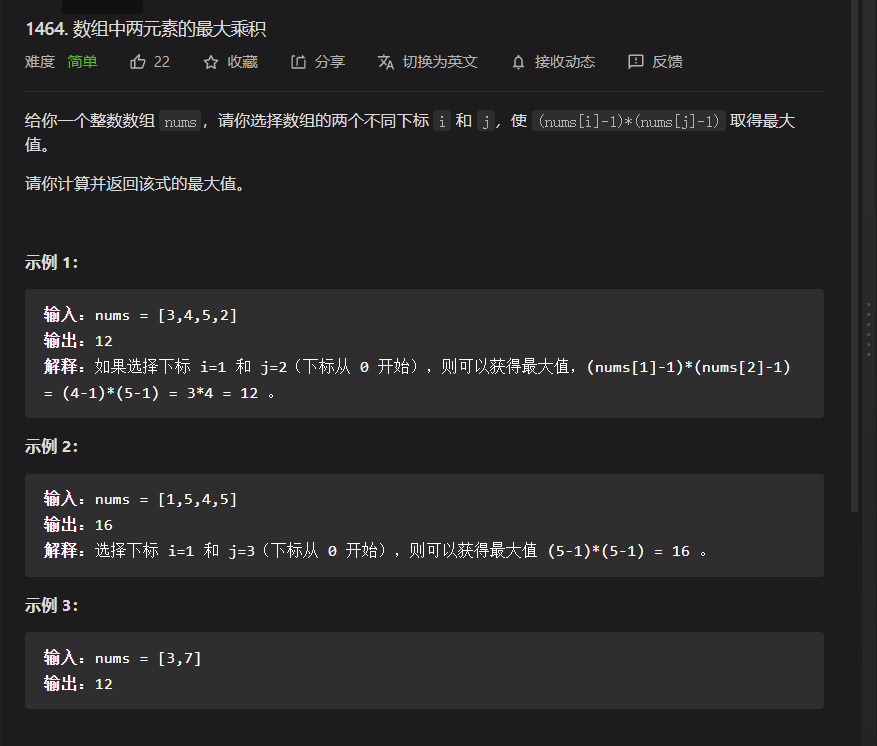 1464. 数组中两元素的最大乘积
难度 简单 22 收藏 分享 切换为英文 接收动态 反馈
给你一个整数数组 nums，请你选择数组的两个不同下标 i 和 j，使 (nums[i]-1)*(nums[j]-1) 取得最大
值。
请你计算并返回该式的最大值。
示例 1：
输入：nums = [3,4,5,2]
输出：12
解释：如果选择下标 i=1 和 j=2（下标从 0 开始），则可以获得最大值，(nums[1]-1)*(nums[2]-1)
= (4-1)*(5-1) = 3*4 = 12 。
示例 2：
输入：nums = [1,5,4,5]
输出：16
解释：选择下标 i=1 和 j=3（下标从 0 开始），则可以获得最大值 (5-1)*(5-1) = 16 。
示例 3：
输入：nums = [3,7]
输出：12